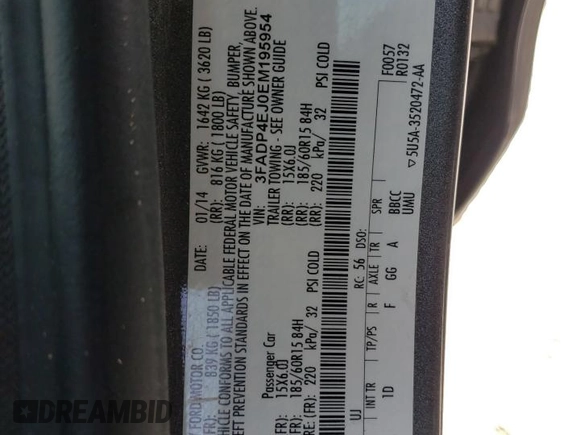 FORD MOTOR CO. DATE: 01/14 GVWR: 1642 KG ( 3620 LB)
839 KG ( 1850 LB) (RR): 816 KG ( 1800 LB)
VEHICLE CONFORMS TO ALL APPLICABLE FEDERAL MOTOR VEHICLE SAFETY, BUMPER,
EFT PREVENTION STANDARDS IN EFFECT ON THE DATE OF MANUFACTURE SHOWN ABOVE.
VIN: 3FADP4EJ0EM195954
Passenger Car TRAILER TOWING - SEE OWNER GUIDE
FR): 15X6.0J (RR): 15X6.0J
FR): 185/60R15 84H (RR): 185/60R15 84H
RE: (FR): 220 kPa/ 32 PSI COLD (RR): 220 kPa/ 32 PSI COLD
UJ RC: 56 DSO: F0057
R0132
INT TR TP/PS R AXLE TR SPR
1D F GG A BBCC
UMU
▽5U5A-3520472-AA
DREAMBID